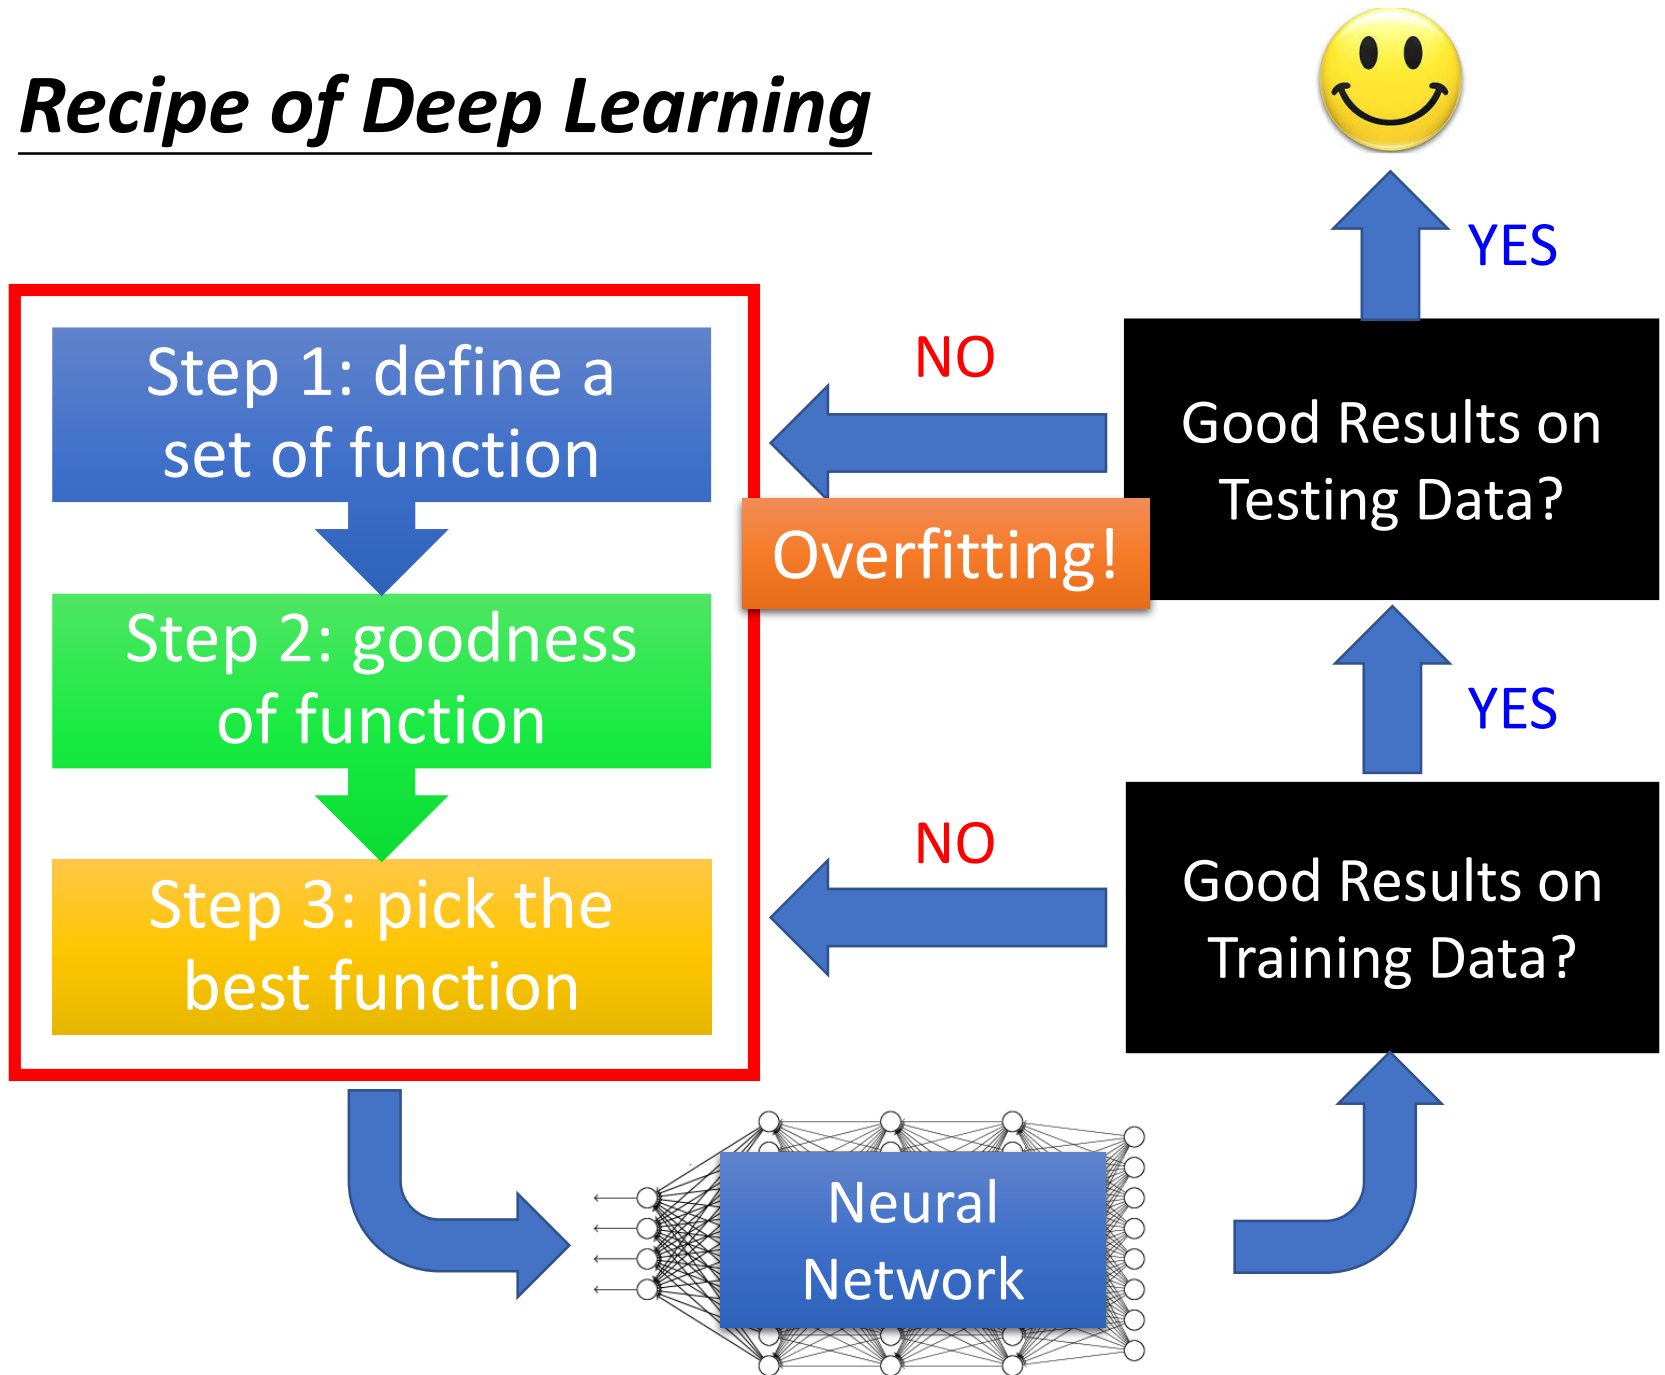 Recipe of Deep Learning
YES
Step 1: define a
set of function
NO
Good Results on
Testing Data?
Overfitting!
Step 2: goodness
of function
YES
Step 3: pick the
best function
NO
Good Results on
Training Data?
Neural
Network